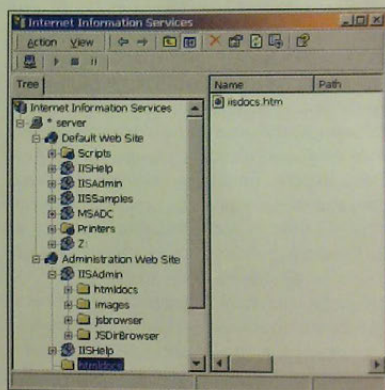 Internet Information Services
Action View
Tree
Name Path
Internet Information Services
* server
Default Web Site
Scripts
IISHelp
IISAdmin
IISSamples
MSADC
Printers
Z:
Administration Web Site
IISAdmin
htmldocs
images
jsbrowser
JSDirBrowser
IISHelp
htmldocs
iisdocs.htm